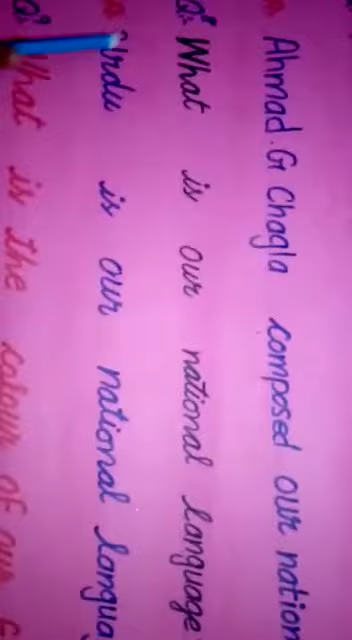 Ahmad.G Chagla composed our nation
Q: What is our national language
Urdu is our national langua
Q: What is the colour of our f